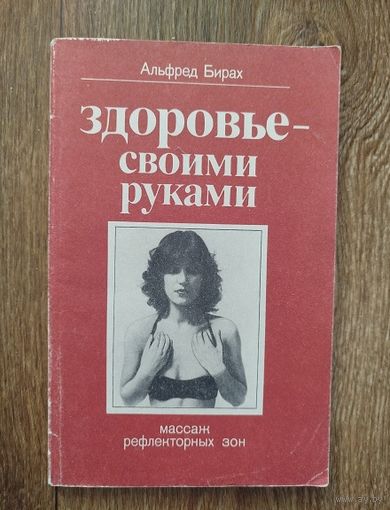 Альфред Бирах
здоровье-
своими
руками
массаж
рефлекторных зон